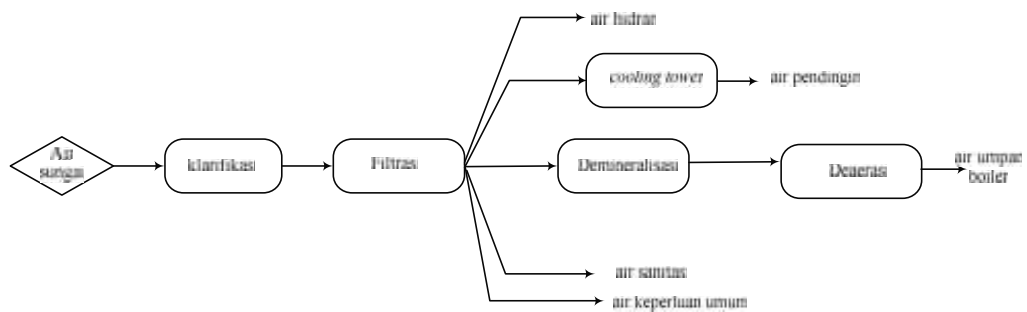 air hidran
cooling tower
air pendingin
Air
sungai
klarifikasi
Filtrasi
Demineralisasi
Deaerasi
air umpan
boiler
air sanitas
air keperluan umum